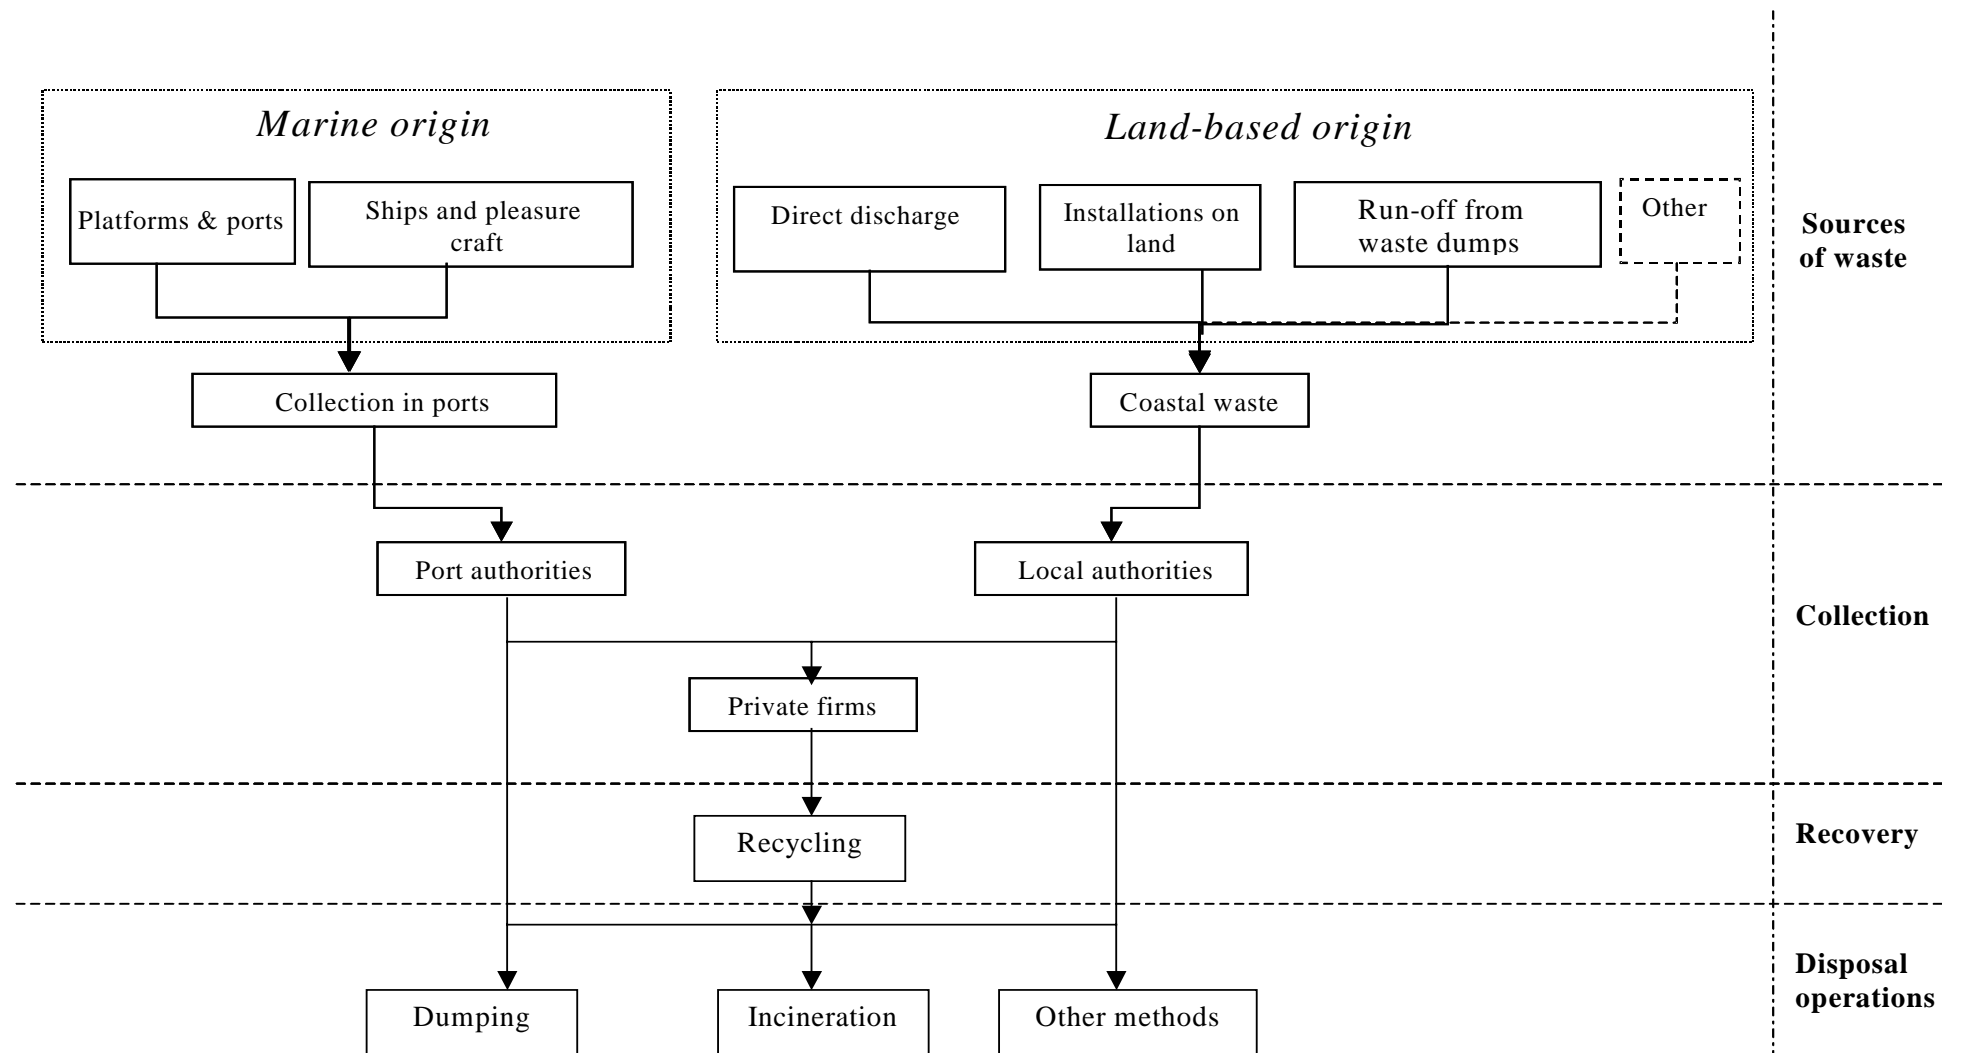 Marine origin
Land-based origin
Platforms & ports
Ships and pleasure
craft
Direct discharge
Installations on
land
Run-off from
waste dumps
Other
Sources
of waste
Collection in ports
Coastal waste
Port authorities
Local authorities
Collection
Private firms
Recycling
Recovery
Disposal
operations
Dumping
Incineration
Other methods